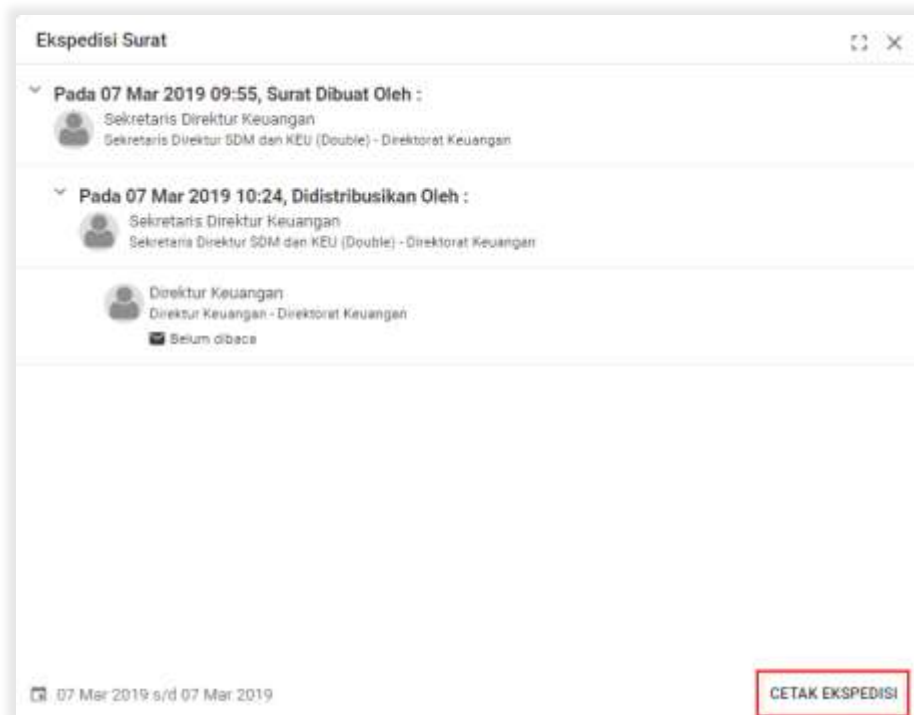 Ekspedisi Surat
Pada 07 Mar 2019 09:55, Surat Dibuat Oleh :
Sekretaris Direktur Keuangan
Sekretaris Direktur SDM dan KEU (Double) - Direktorat Keuangan
Pada 07 Mar 2019 10:24, Didistribusikan Oleh :
Sekretaris Direktur Keuangan
Sekretaris Direktur SDM dan KEU (Double) - Direktorat Keuangan
Direktur Keuangan
Direktur Keuangan - Direktorat Keuangan
Belum dibaca
07 Mar 2019 s/d 07 Mar 2019
CETAK EKSPEDISI